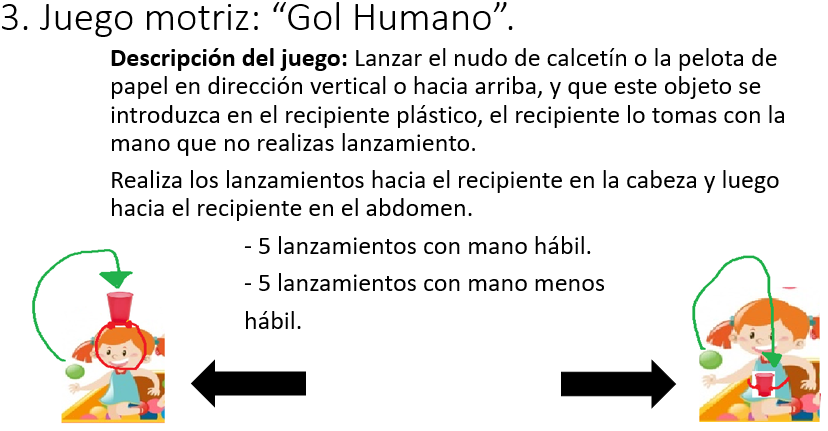 3. Juego motriz: “Gol Humano”.
Descripción del juego: Lanzar el nudo de calcetín o la pelota de
papel en dirección vertical o hacia arriba, y que este objeto se
introduzca en el recipiente plástico, el recipiente lo tomas con la
mano que no realizas lanzamiento.
Realiza los lanzamientos hacia el recipiente en la cabeza y luego
hacia el recipiente en el abdomen.
- 5 lanzamientos con mano hábil.
- 5 lanzamientos con mano menos
hábil.